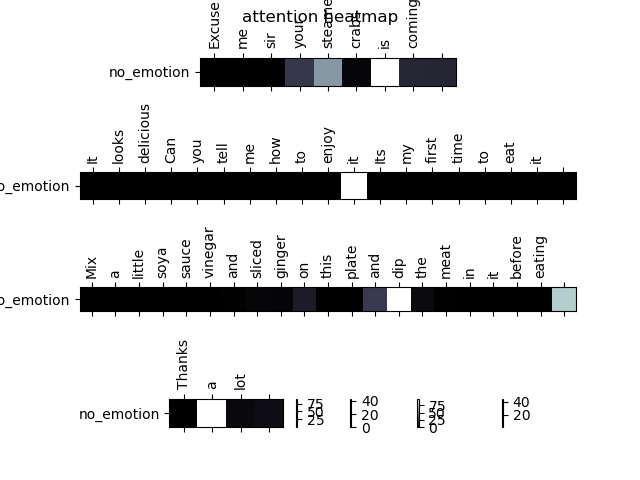 attention heatmap
Excuse me sir your steamed crabs is coming
no_emotion
It looks delicious Can you tell me how to enjoy it Its my first time to eat it
no_emotion
Mix a little soya sauce vinegar and sliced ginger on this plate and dip the meat in it before eating
no_emotion
Thanks a lot
no_emotion
75 50 25
40 20 0
75 50 25 0
40 20